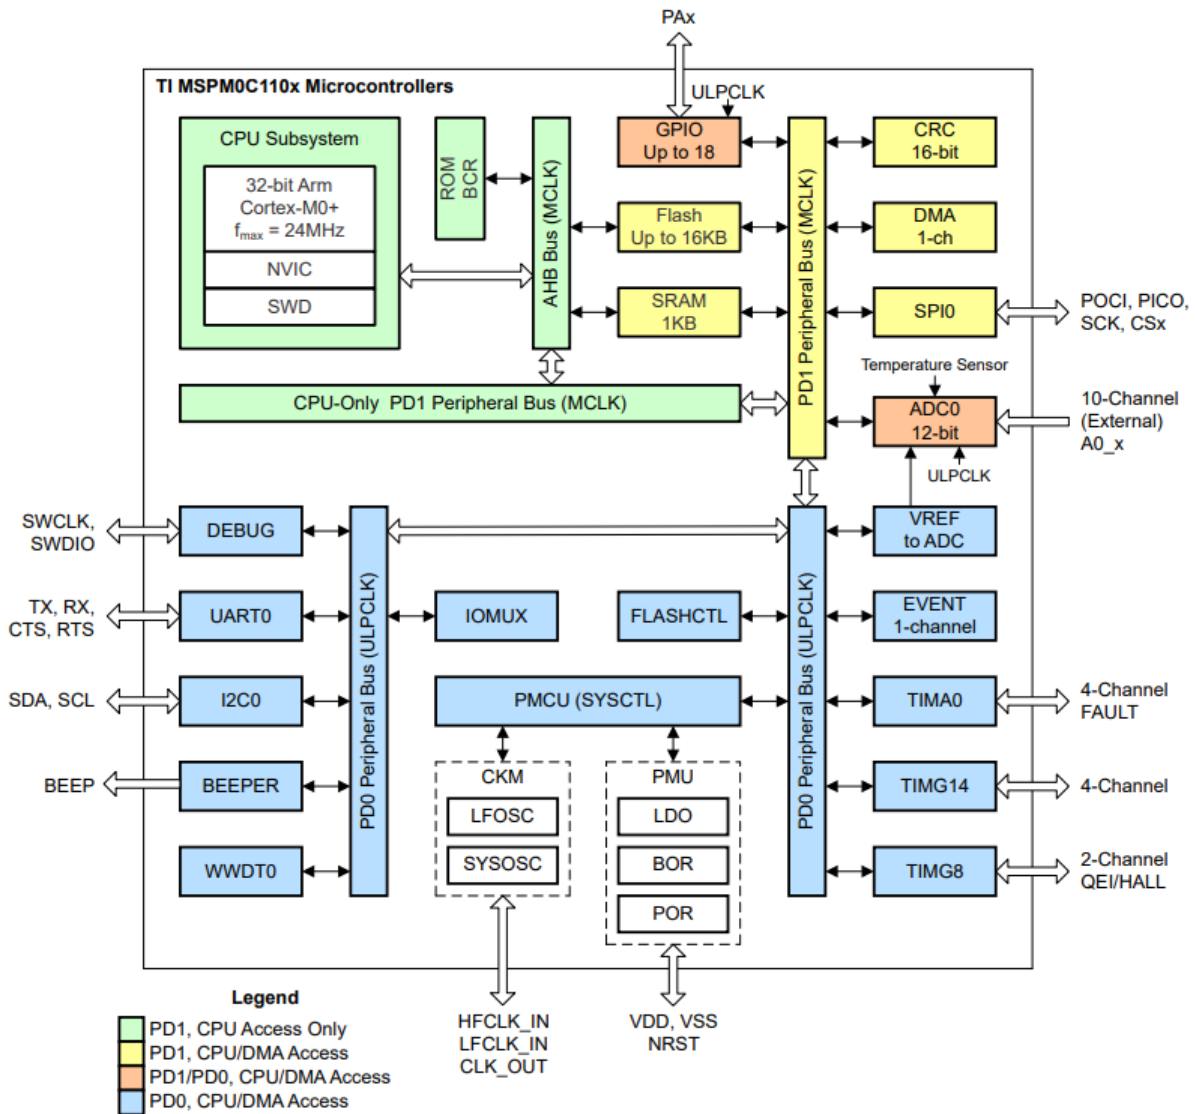 PAx
TI MSPM0C110x Microcontrollers
ULPCLK
CPU Subsystem
32-bit Arm
Cortex-M0+
fmax = 24MHz
NVIC
SWD
ROM
BCR
AHB Bus (MCLK)
GPIO
Up to 18
Flash
Up to 16KB
SRAM
1KB
PD1 Peripheral Bus (MCLK)
CRC
16-bit
DMA
1-ch
SPI0
POCI, PICO,
SCK, CSx
CPU-Only PD1 Peripheral Bus (MCLK)
Temperature Sensor
ADC0
12-bit
10-Channel
(External)
A0_x
ULPCLK
SWCLK,
SWDIO
DEBUG
TX, RX,
CTS, RTS
UART0
SDA, SCL
I2C0
BEEP
BEEPER
WWDT0
PD0 Peripheral Bus (ULPCLK)
IOMUX
FLASHCTL
PMCU (SYSCTL)
CKM
LFOSC
SYSOSC
PMU
LDO
BOR
POR
PD0 Peripheral Bus (ULPCLK)
VREF
to ADC
EVENT
1-channel
TIMA0
4-Channel
FAULT
TIMG14
4-Channel
TIMG8
2-Channel
QEI/HALL
HFCLK_IN
LFCLK_IN
CLK_OUT
VDD, VSS
NRST
Legend
PD1, CPU Access Only
PD1, CPU/DMA Access
PD1/PD0, CPU/DMA Access
PD0, CPU/DMA Access